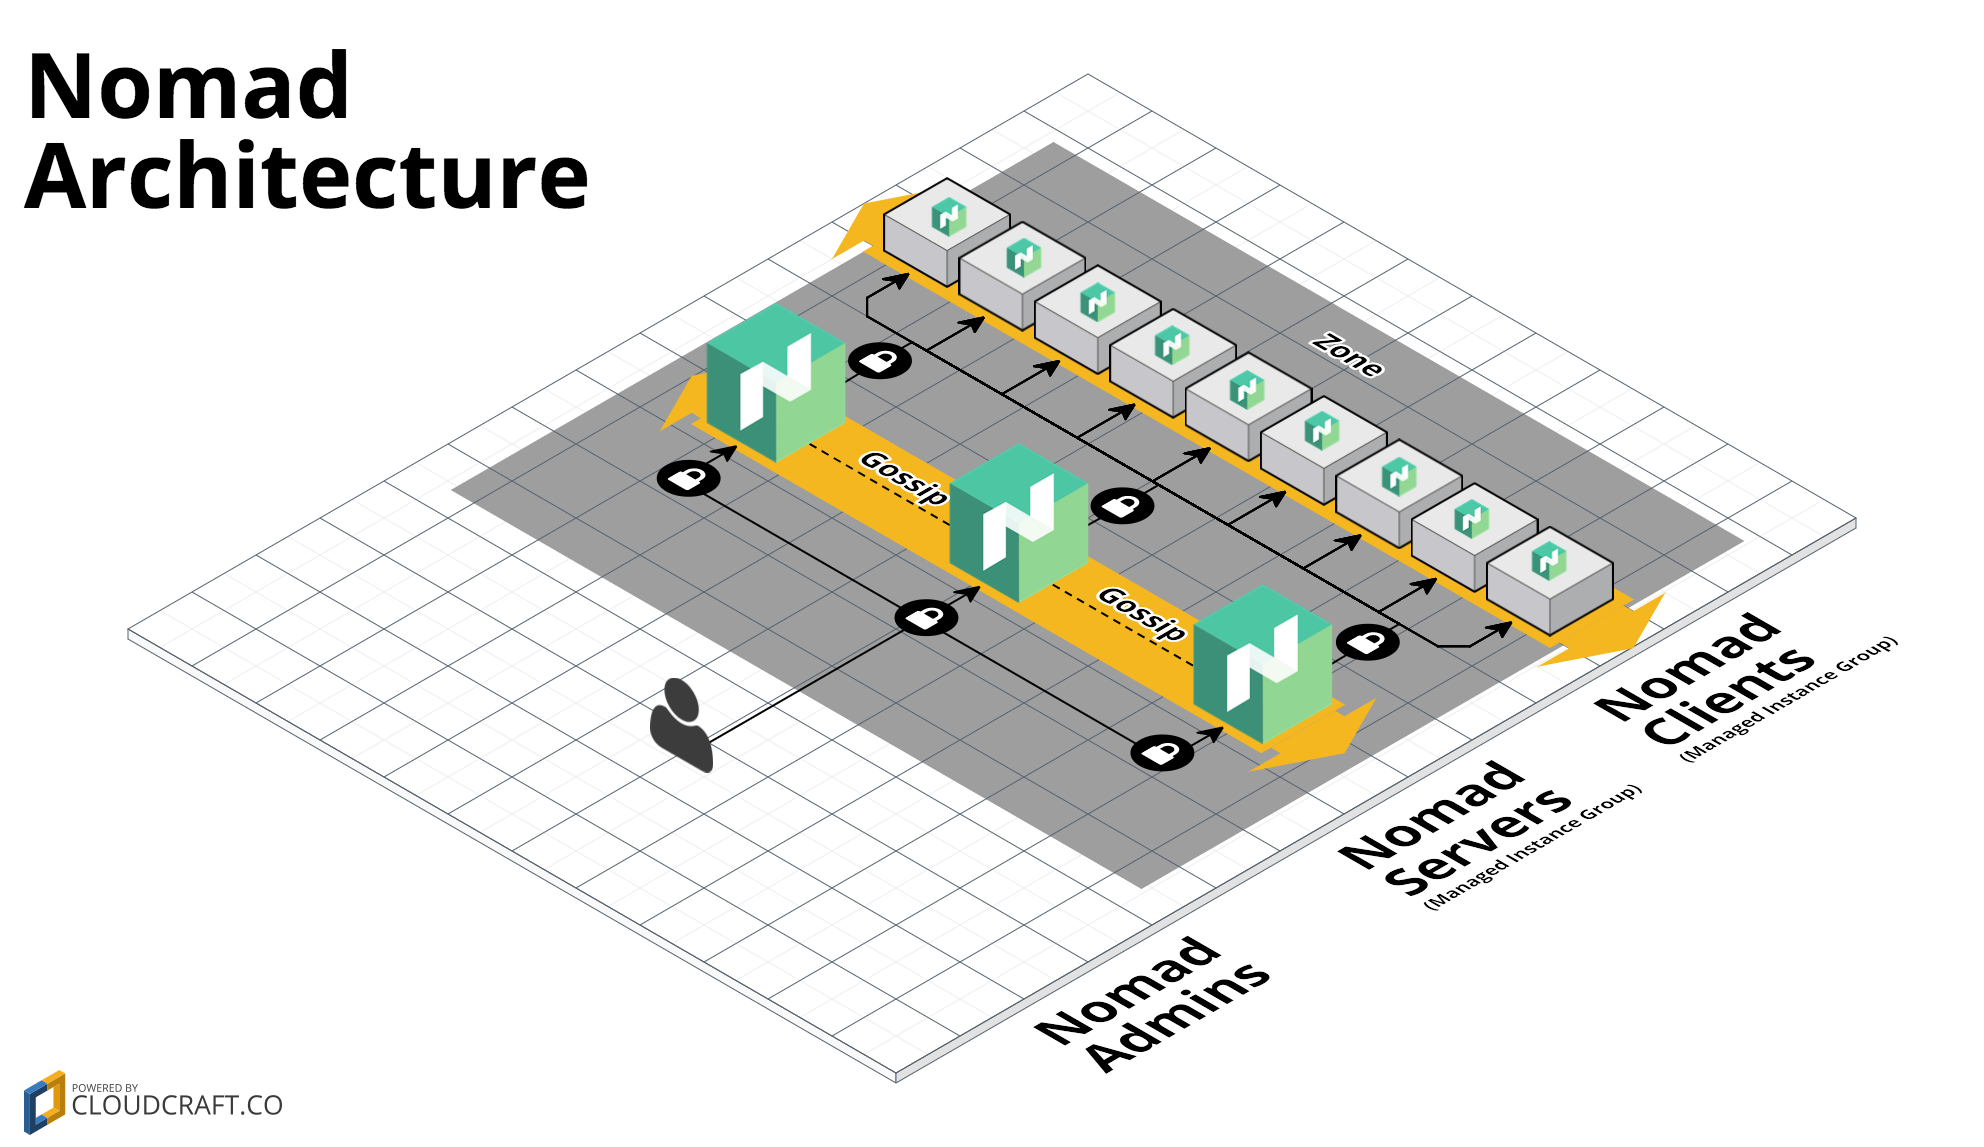 Nomad
Architecture
Zone
Gossip
Gossip
Nomad
Clients
(Managed Instance Group)
Nomad
Servers
(Managed Instance Group)
Nomad
Admins
POWERED BY
CLOUDCRAFT.CO